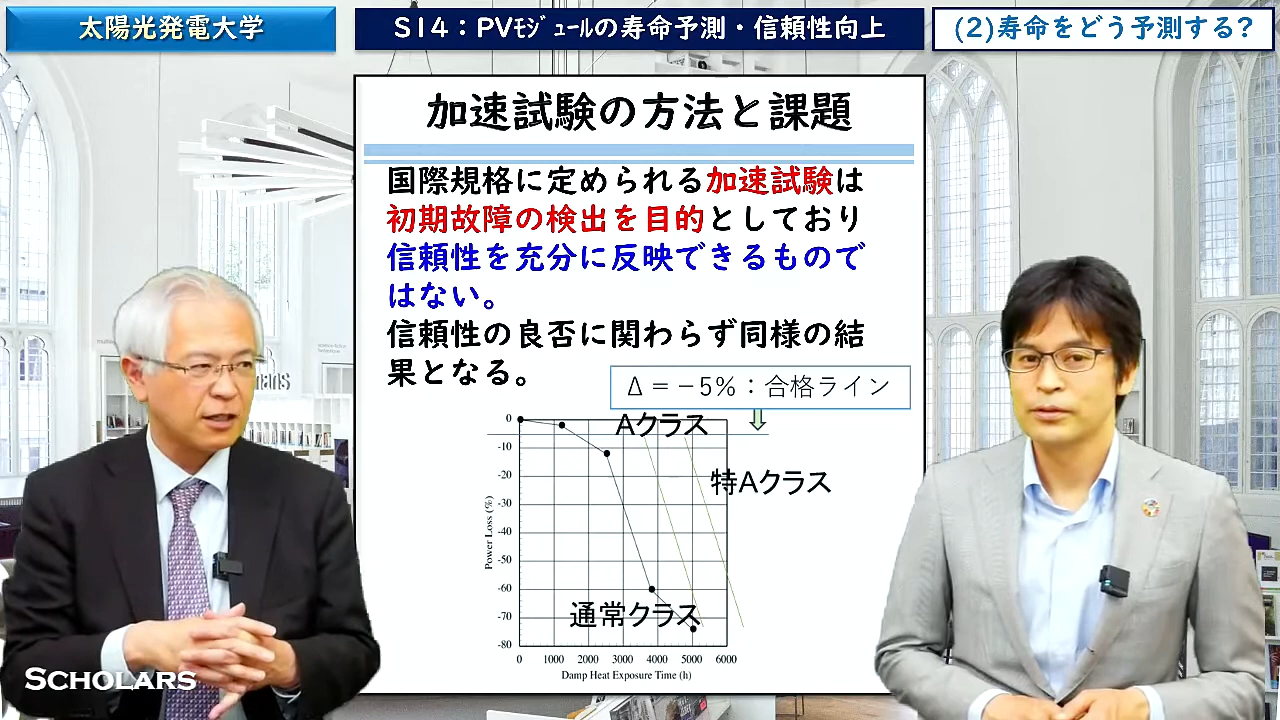 太陽光発電大学
S14：PVﾓｼﾞｭｰﾙの寿命予測・信頼性向上
(2)寿命をどう予測する?
加速試験の方法と課題
国際規格に定められる加速試験は
初期故障の検出を目的としており
信頼性を充分に反映できるもので
はない。
信頼性の良否に関わらず同様の結
果となる。
Δ＝−5%：合格ライン
Aクラス
特Aクラス
通常クラス
0
-10
-20
-30
-40
-50
-60
-70
-80
Power Loss (%)
0 1000 2000 3000 4000 5000 6000
Damp Heat Exposure Time (h)
SCHOLARS